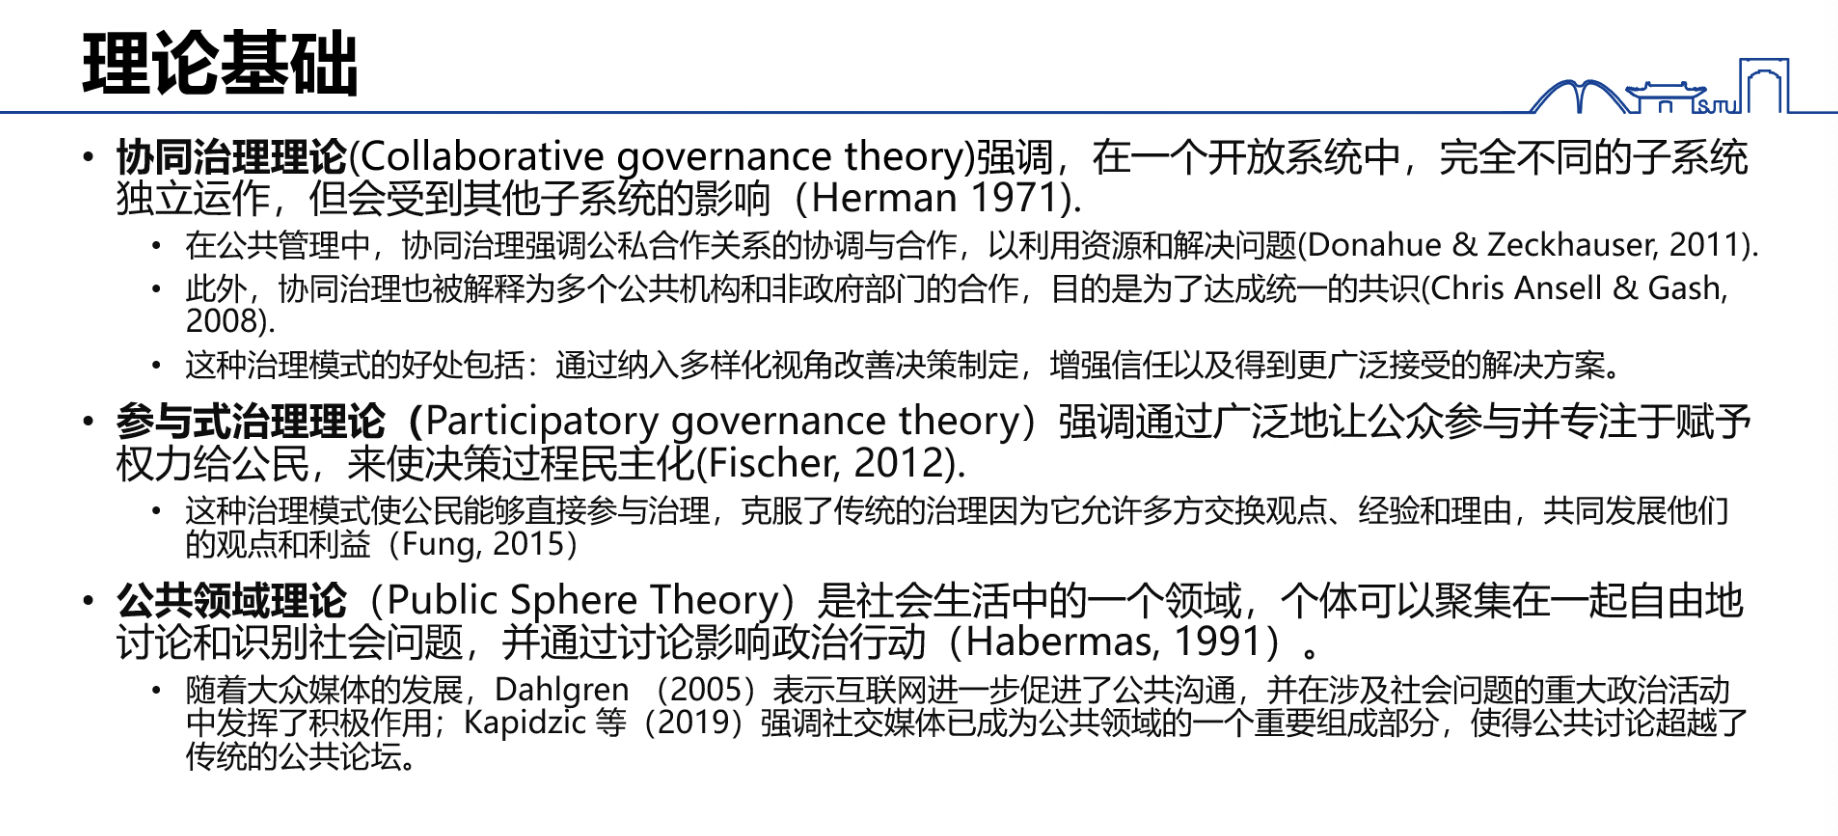 理论基础
SJTU
• 协同治理理论(Collaborative governance theory)强调，在一个开放系统中，完全不同的子系统
独立运作，但会受到其他子系统的影响（Herman 1971).
• 在公共管理中，协同治理强调公私合作关系的协调与合作，以利用资源和解决问题(Donahue & Zeckhauser, 2011).
• 此外，协同治理也被解释为多个公共机构和非政府部门的合作，目的是为了达成统一的共识(Chris Ansell & Gash,
2008).
• 这种治理模式的好处包括：通过纳入多样化视角改善决策制定，增强信任以及得到更广泛接受的解决方案。
• 参与式治理理论（Participatory governance theory）强调通过广泛地让公众参与并专注于赋予
权力给公民，来使决策过程民主化(Fischer, 2012).
• 这种治理模式使公民能够直接参与治理，克服了传统的治理因为它允许多方交换观点、经验和理由，共同发展他们
的观点和利益（Fung, 2015）
• 公共领域理论（Public Sphere Theory）是社会生活中的一个领域，个体可以聚集在一起自由地
讨论和识别社会问题，并通过讨论影响政治行动（Habermas, 1991）。
• 随着大众媒体的发展，Dahlgren （2005）表示互联网进一步促进了公共沟通，并在涉及社会问题的重大政治活动
中发挥了积极作用；Kapidzic 等（2019）强调社交媒体已成为公共领域的一个重要组成部分，使得公共讨论超越了
传统的公共论坛。